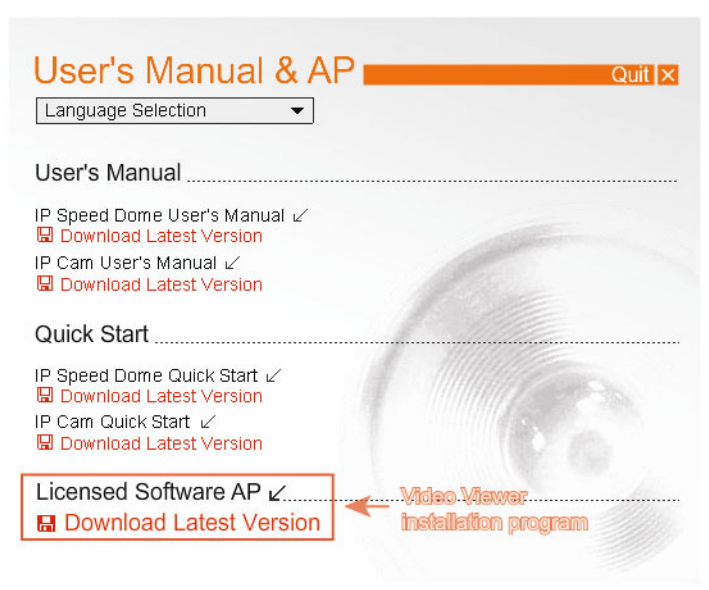 User's Manual & AP
Quit
Language Selection
User's Manual
IP Speed Dome User's Manual
Download Latest Version
IP Cam User's Manual
Download Latest Version
Quick Start
IP Speed Dome Quick Start
Download Latest Version
IP Cam Quick Start
Download Latest Version
Licensed Software AP
Download Latest Version
Video Viewer
installation program